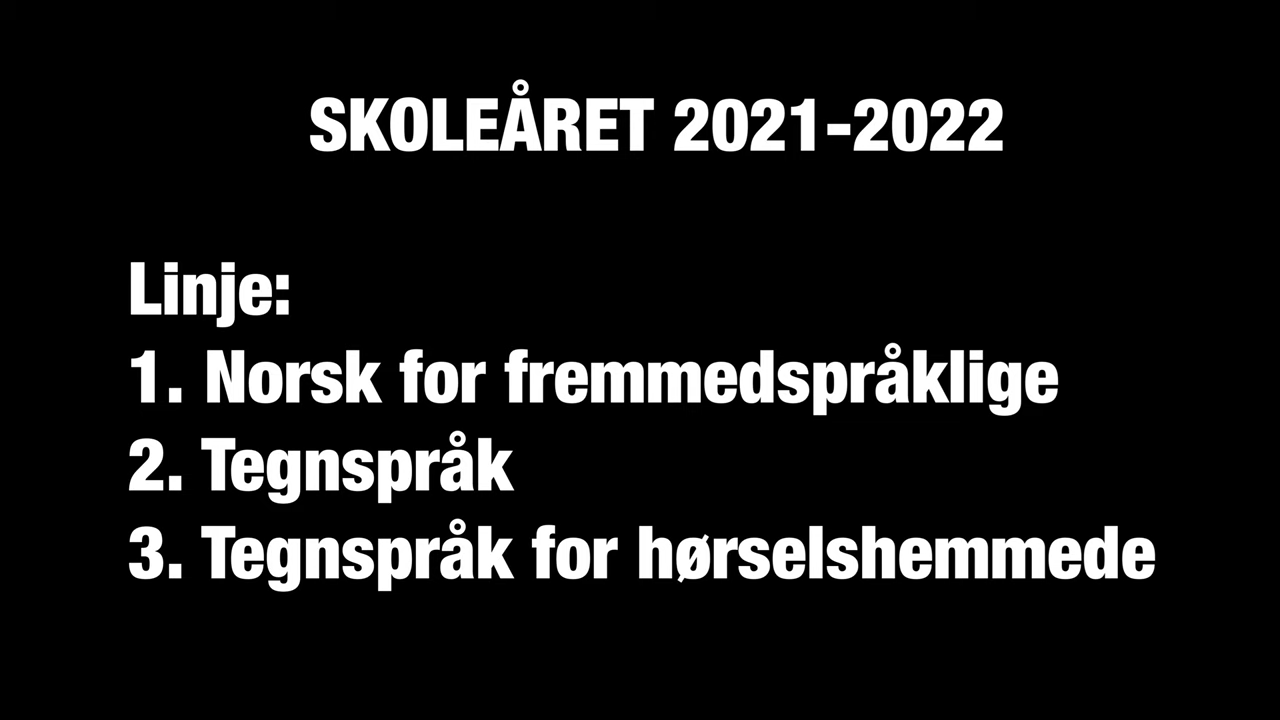 SKOLEÅRET 2021-2022
Linje:
1. Norsk for fremmedspråklige
2. Tegnspråk
3. Tegnspråk for hørselshemmede